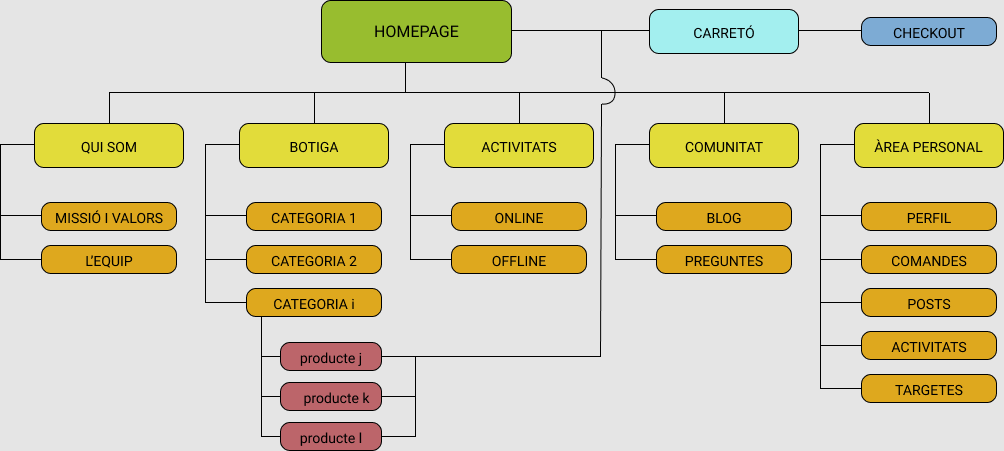 HOMEPAGE
CARRETÓ
CHECKOUT
QUI SOM
BOTIGA
ACTIVITATS
COMUNITAT
ÀREA PERSONAL
MISSIÓ I VALORS
CATEGORIA 1
ONLINE
BLOG
PERFIL
L'EQUIP
CATEGORIA 2
OFFLINE
PREGUNTES
COMANDES
CATEGORIA i
POSTS
producte j
ACTIVITATS
producte k
TARGETES
producte l